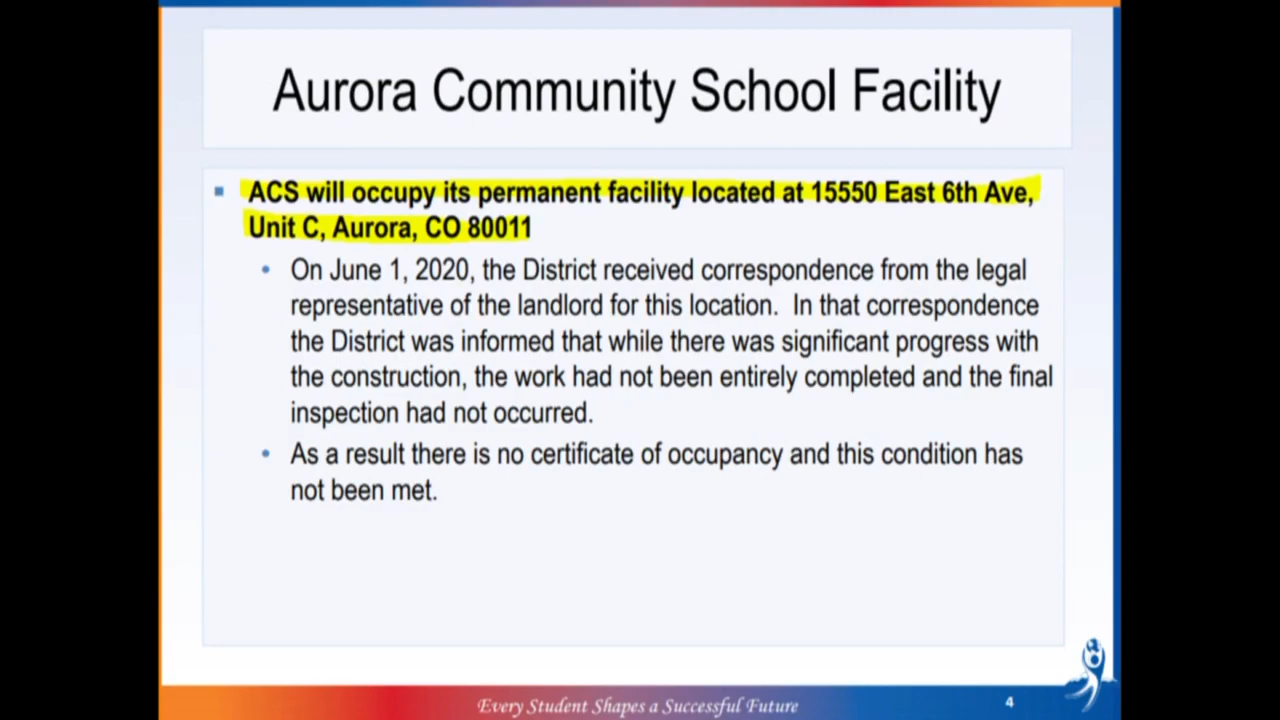 Aurora Community School Facility
ACS will occupy its permanent facility located at 15550 East 6th Ave,
Unit C, Aurora, CO 80011
On June 1, 2020, the District received correspondence from the legal
representative of the landlord for this location.  In that correspondence
the District was informed that while there was significant progress with
the construction, the work had not been entirely completed and the final
inspection had not occurred.
As a result there is no certificate of occupancy and this condition has
not been met.
Every Student Shapes a Successful Future
4